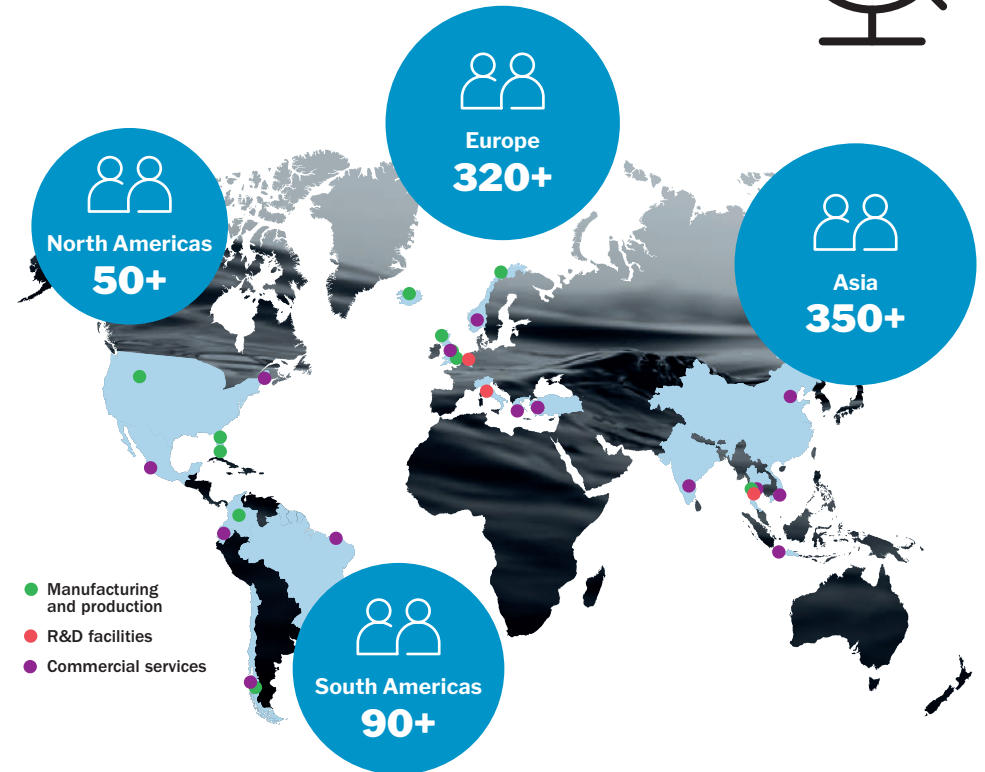 Europe
320+
North Americas
50+
Asia
350+
Manufacturing
and production
R&D facilities
Commercial services
South Americas
90+